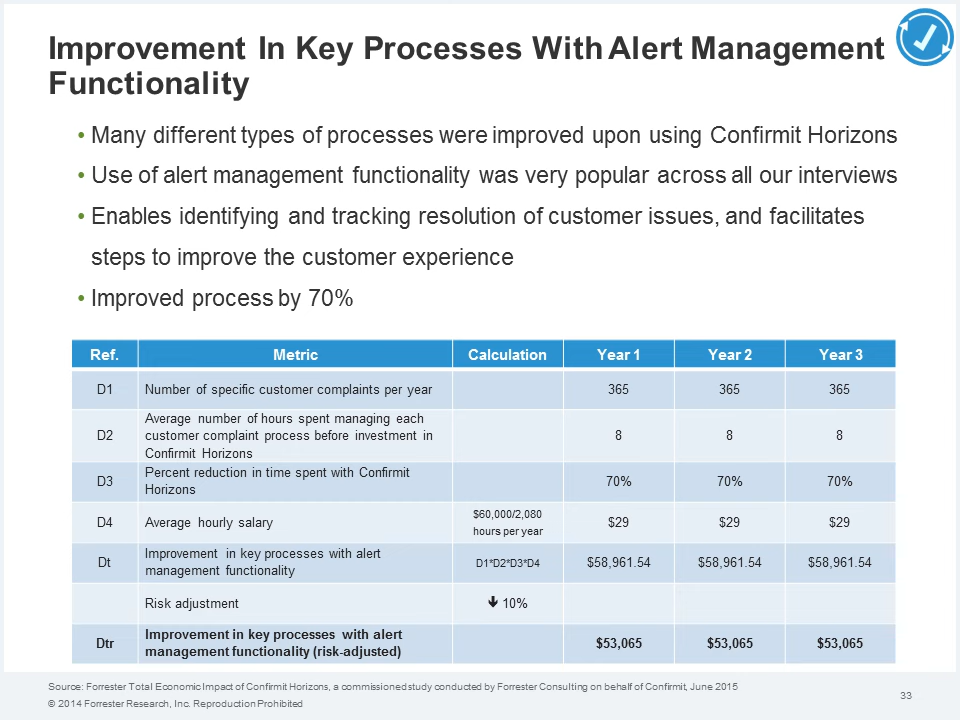 Improvement In Key Processes With Alert Management
Functionality
• Many different types of processes were improved upon using Confirmit Horizons
• Use of alert management functionality was very popular across all our interviews
• Enables identifying and tracking resolution of customer issues, and facilitates
steps to improve the customer experience
• Improved process by 70%
Ref. Metric Calculation Year 1 Year 2 Year 3
D1 Number of specific customer complaints per year 365 365 365
Average number of hours spent managing each
D2 customer complaint process before investment in 8 8 8
Confirmit Horizons
Percent reduction in time spent with Confirmit
D3 70% 70% 70%
Horizons
$60,000/2,080
D4 Average hourly salary $29 $29 $29
hours per year
Improvement in key processes with alert
Dt D1*D2*D3*D4 $58,961.54 $58,961.54 $58,961.54
management functionality
Risk adjustment 🡻 10%
Improvement in key processes with alert
Dtr $53,065 $53,065 $53,065
management functionality (risk-adjusted)
Source: Forrester Total Economic Impact of Confirmit Horizons, a commissioned study conducted by Forrester Consulting on behalf of Confirmit, June 2015
© 2014 Forrester Research, Inc. Reproduction Prohibited
33